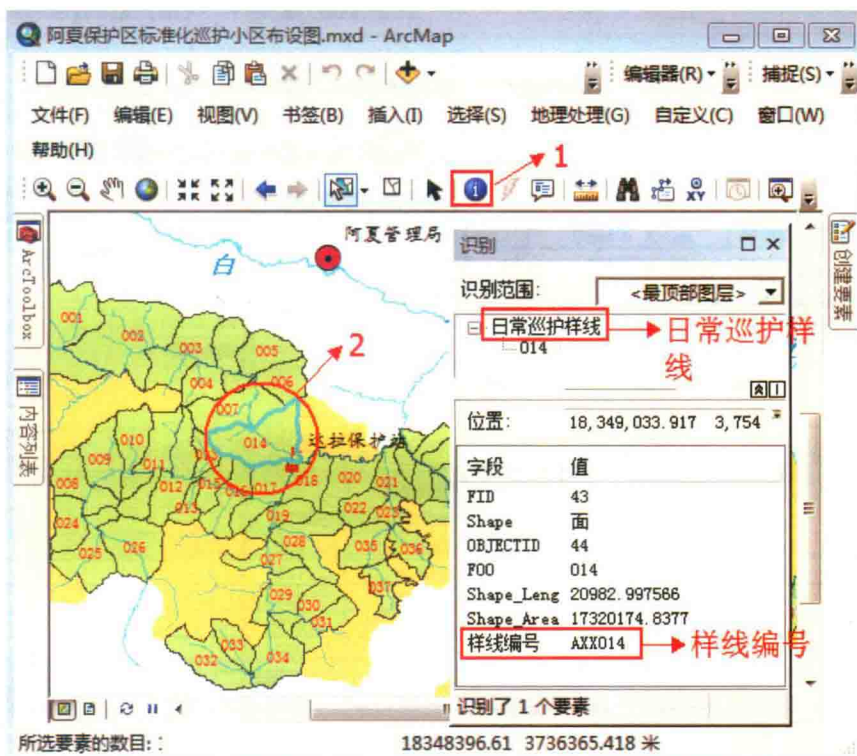 阿夏保护区标准化巡护小区布设图.mxd - ArcMap
编辑器(R) 捕捉(S)
文件(F) 编辑(E) 视图(V) 书签(B) 插入(I) 选择(S) 地理处理(G) 自定义(C) 窗口(W)
帮助(H)
1
ArcToolbox
内容列表
创建要素
阿夏管理局
白
001
002
003
005
004
006
2
007
014
达拉保护站
010
009
011
008
012
013
015
016
017
018
020
021
022
023
024
019
025
026
028
027
035
036
037
029
030
031
033
032
034
识别
识别范围: <最顶部图层>
日常巡护样线
014
日常巡护样
线
位置: 18,349,033.917 3,754
字段 值
FID 43
Shape 面
OBJECTID 44
FOO 014
Shape_Leng 20982.997566
Shape_Area 17320174.8377
样线编号 AXX014
样线编号
识别了 1 个要素
所选要素的数目: 18348396.61 3736365.418 米